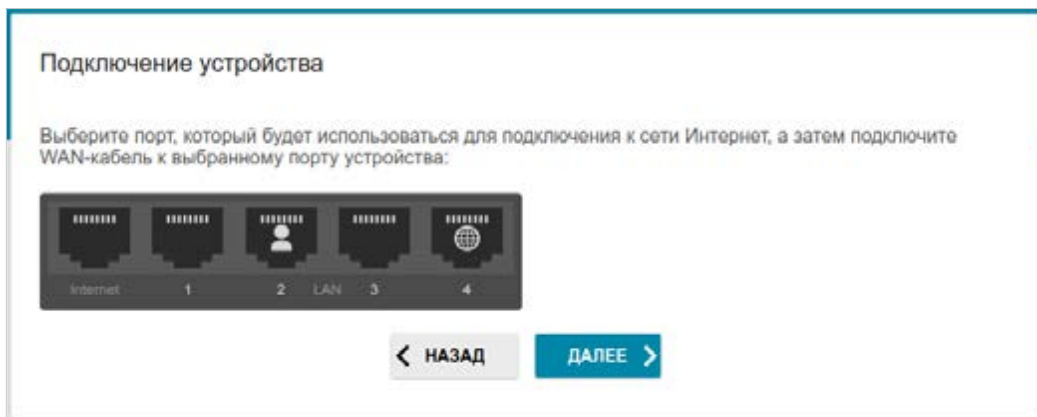 Подключение устройства
Выберите порт, который будет использоваться для подключения к сети Интернет, а затем подключите
WAN-кабель к выбранному порту устройства:
Internet 1 2 LAN 3 4
НАЗАД ДАЛЕЕ